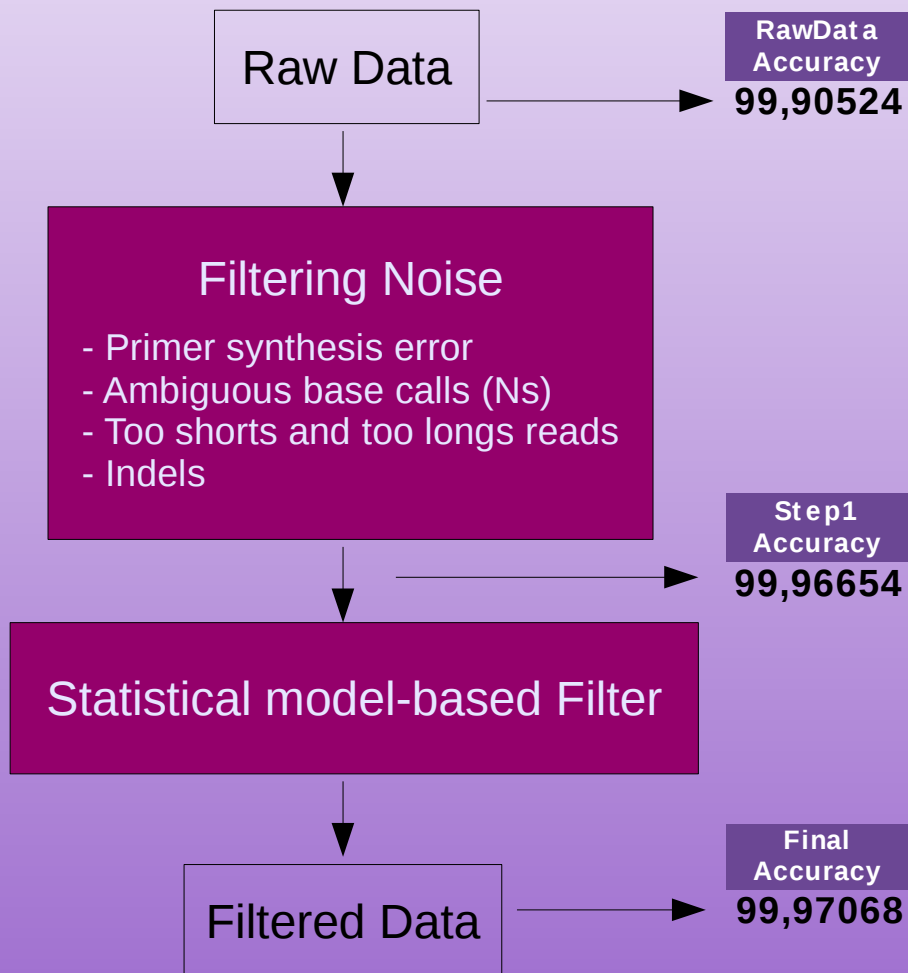 Raw Data
RawData
Accuracy
99,90524
Filtering Noise
- Primer synthesis error
- Ambiguous base calls (Ns)
- Too shorts and too longs reads
- Indels
Step1
Accuracy
99,96654
Statistical model-based Filter
Final
Accuracy
99,97068
Filtered Data